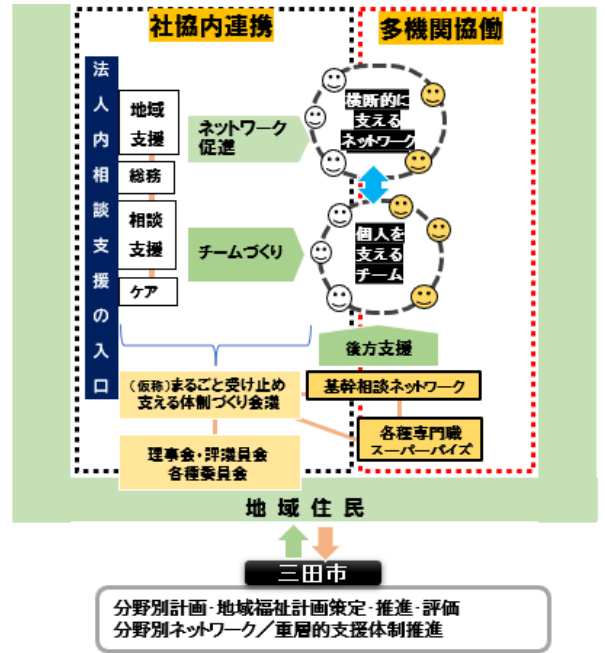 社協内連携
多機関協働
法人内相談支援の入口
地域
支援
総務
相談
支援
ケア
ネットワーク
促進
チームづくり
横断的に
支える
ネットワーク
個人を
支える
チーム
後方支援
(仮称)まるごと受け止め
支える体制づくり会議
基幹相談ネットワーク
理事会・評議員会
各種委員会
各種専門職
スーパーバイズ
地域住民
三田市
分野別計画・地域福祉計画策定・推進・評価
分野別ネットワーク／重層的支援体制推進